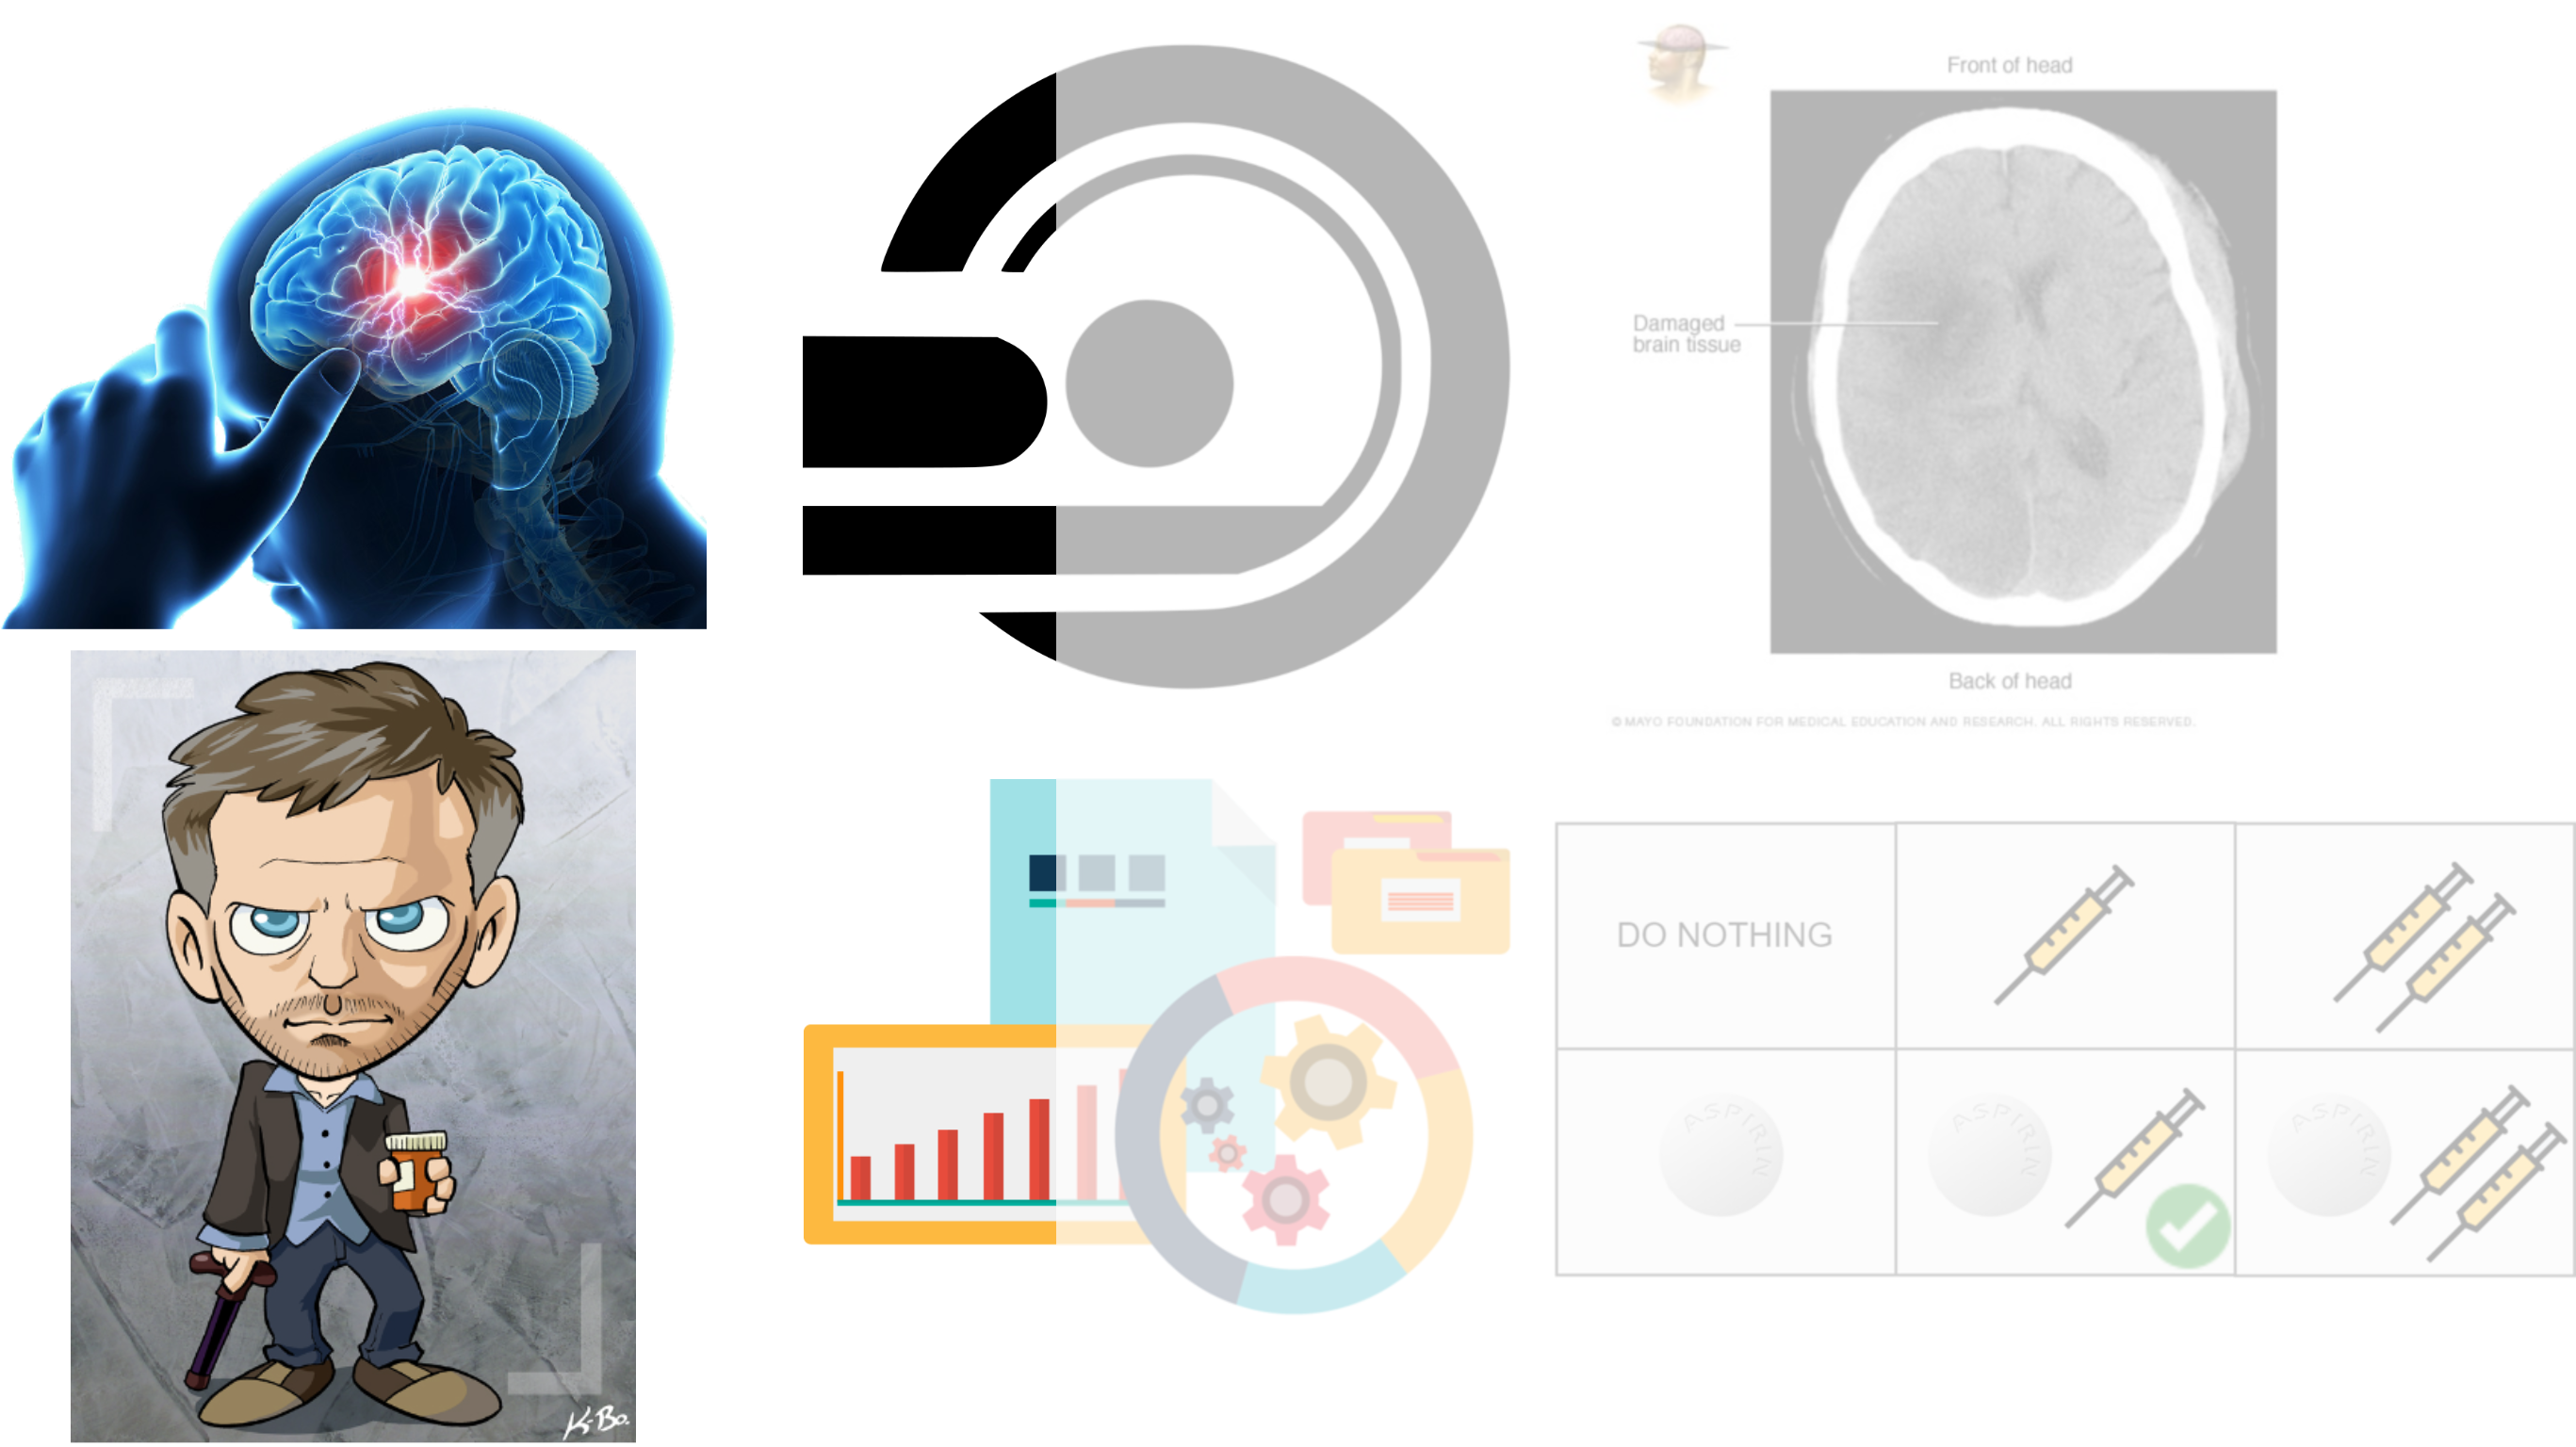 Front of head
Damaged
brain tissue
Back of head
© MAYO FOUNDATION FOR MEDICAL EDUCATION AND RESEARCH. ALL RIGHTS RESERVED.
DO NOTHING
ASPIRIN
ASPIRIN
ASPIRIN
K-Bo.